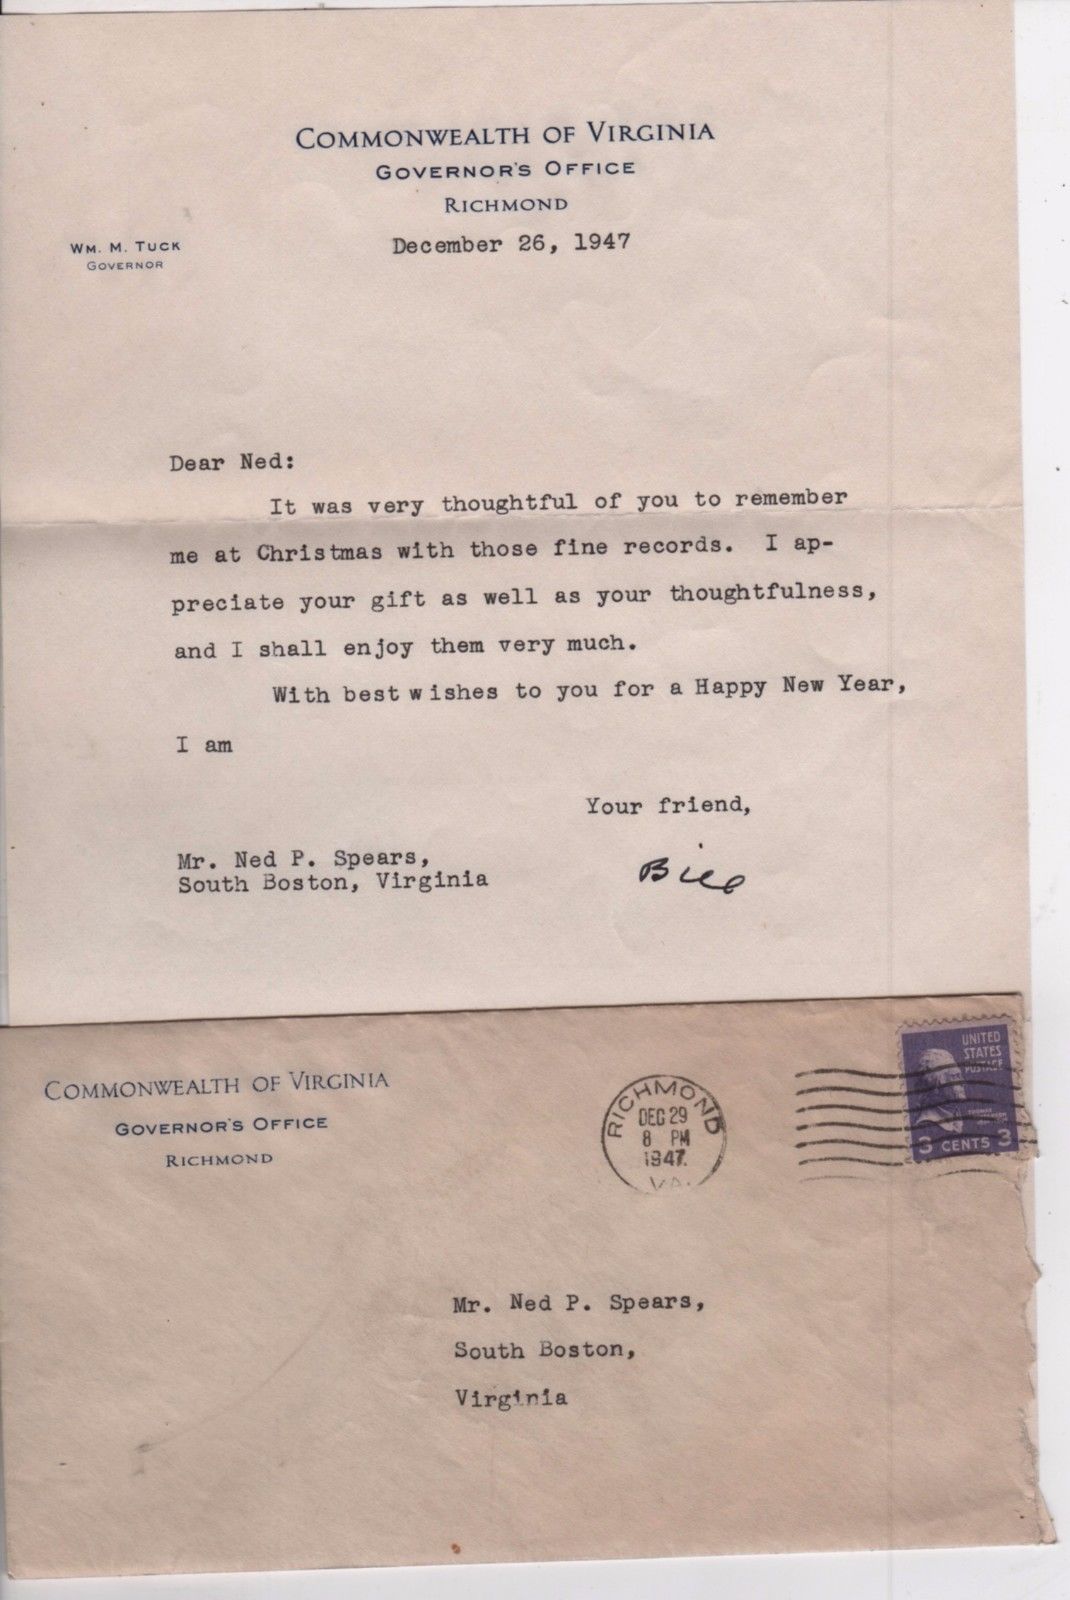 COMMONWEALTH OF VIRGINIA
GOVERNOR'S OFFICE
RICHMOND
WM. M. TUCK
GOVERNOR
December 26, 1947
Dear Ned:
It was very thoughtful of you to remember
me at Christmas with those fine records. I ap-
preciate your gift as well as your thoughtfulness,
and I shall enjoy them very much.
With best wishes to you for a Happy New Year,
I am
Your friend,
Bill
Mr. Ned P. Spears,
South Boston, Virginia
COMMONWEALTH OF VIRGINIA
GOVERNOR'S OFFICE
RICHMOND
RICHMOND
DEC 29
8 PM
1947
VA.
UNITED
STATES
POSTAGE
THOMAS
JEFFERSON
3 CENTS 3
Mr. Ned P. Spears,
South Boston,
Virginia